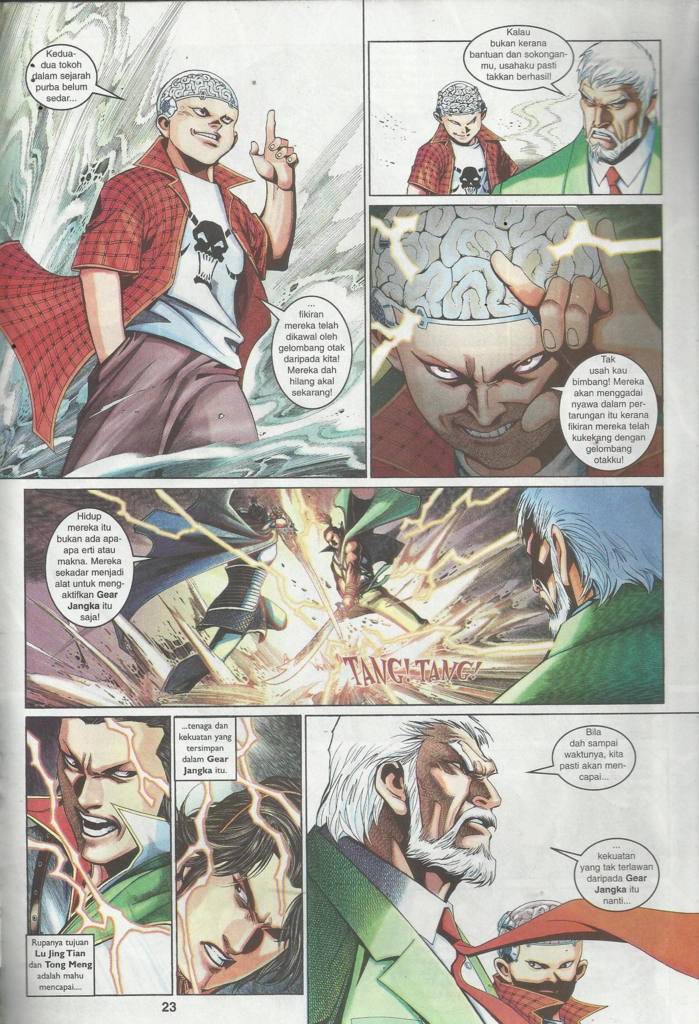 Kedua-
dua tokoh
dalam sejarah
purba belum
sedar...
...
fikiran
mereka telah
dikawal oleh
gelombang otak
daripada kita!
Mereka dah
hilang akal
sekarang!
Kalau
bukan kerana
bantuan dan sokongan-
mu, usahaku pasti
takkan berhasil!
Tak
usah kau
bimbang! Mereka
akan menggadai
nyawa dalam per-
tarungan itu kerana
fikiran mereka telah
kukekang dengan
gelombang
otakku!
Hidup
mereka itu
bukan ada apa-
apa erti atau
makna. Mereka
sekadar menjadi
alat untuk meng-
aktifkan Gear
Jangka itu
saja!
TANG! TANG!
Rupanya tujuan
Lu Jing Tian
dan Tong Meng
adalah mahu
mencapai....
...tenaga dan
kekuatan yang
tersimpan
dalam Gear
Jangka itu.
Bila
dah sampai
waktunya, kita
pasti akan men-
capai...
...
kekuatan
yang tak terlawan
daripada Gear
Jangka itu
nanti...
23